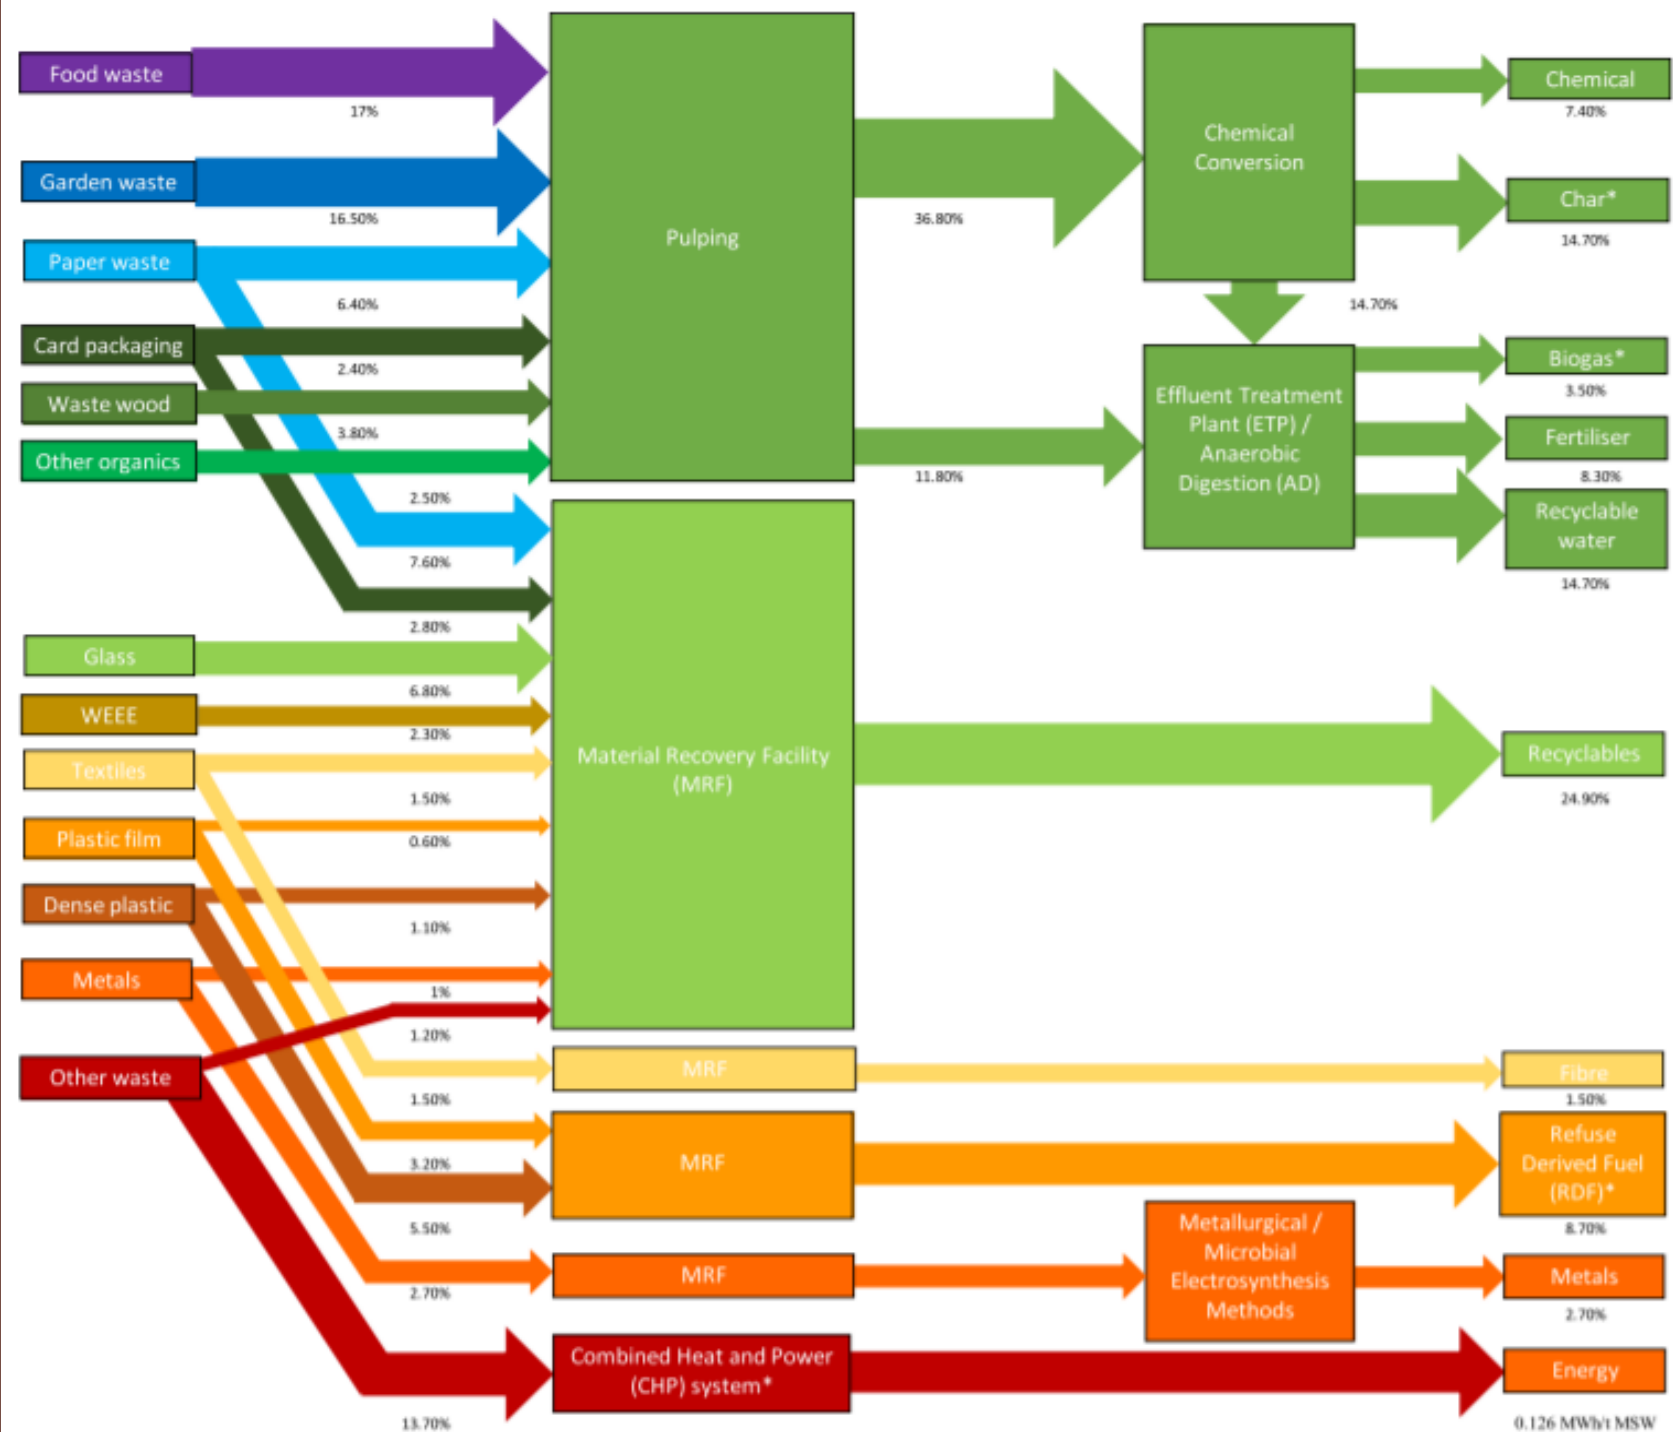 Food waste
17%
Garden waste
16.50%
Paper waste
6.40%
Card packaging
2.40%
Waste wood
3.80%
Other organics
2.50%
7.60%
2.80%
Glass
6.80%
WEEE
2.30%
Textiles
1.50%
Plastic film
0.60%
Dense plastic
1.10%
Metals
1%
1.20%
Other waste
1.50%
3.20%
5.50%
2.70%
13.70%
Pulping
Material Recovery Facility
(MRF)
MRF
MRF
MRF
Combined Heat and Power
(CHP) system*
36.80%
11.80%
Chemical
Conversion
14.70%
Effluent Treatment
Plant (ETP) /
Anaerobic
Digestion (AD)
Metallurgical /
Microbial
Electrosynthesis
Methods
Chemical
7.40%
Char*
14.70%
Biogas*
3.50%
Fertiliser
8.30%
Recyclable
water
14.70%
Recyclables
24.90%
Fibre
1.50%
Refuse
Derived Fuel
(RDF)*
8.70%
Metals
2.70%
Energy
0.126 MWh/t MSW